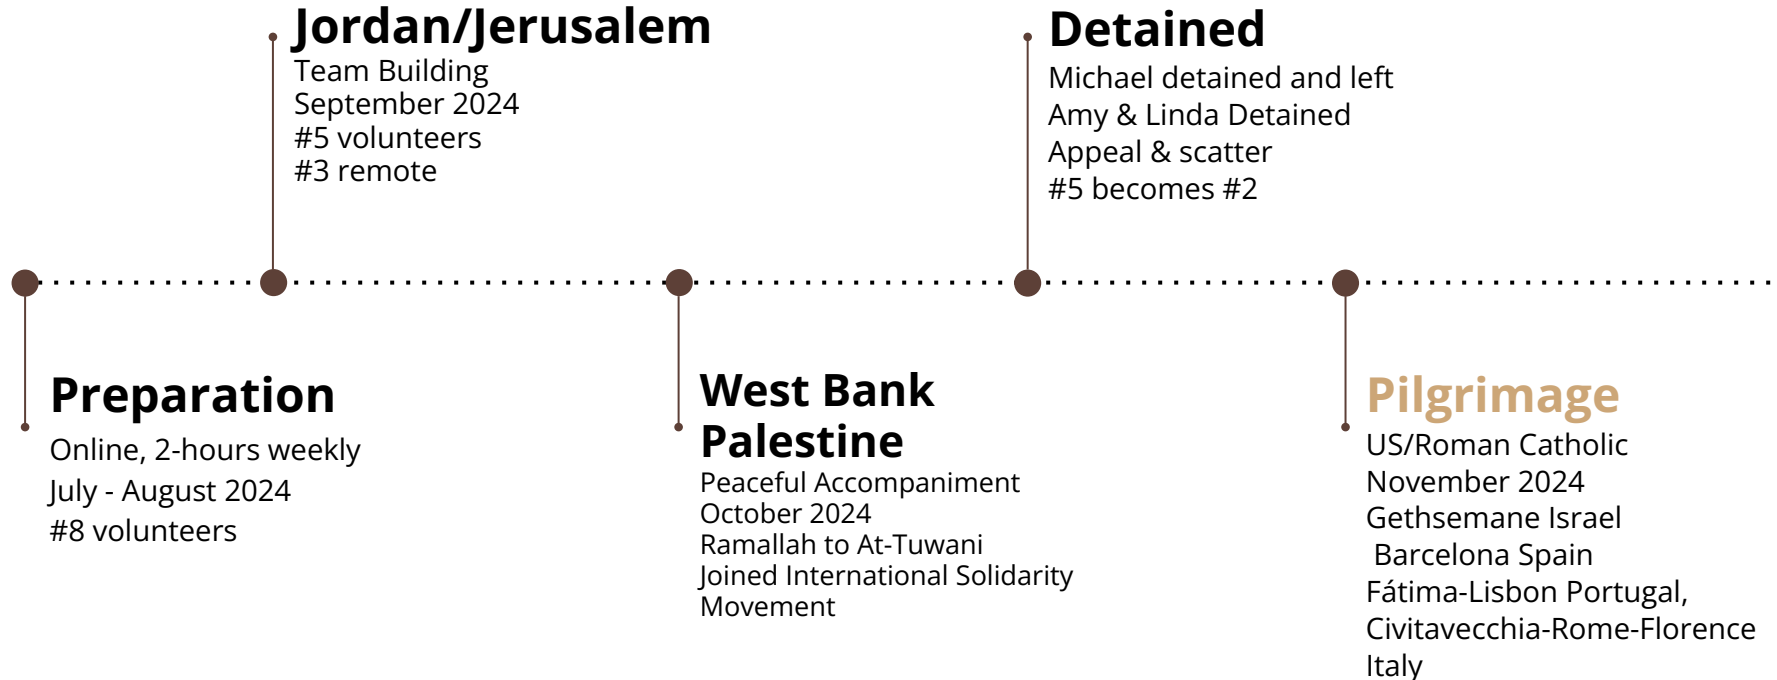 Jordan/Jerusalem
Team Building
September 2024
#5 volunteers
#3 remote
Detained
Michael detained and left
Amy & Linda Detained
Appeal & scatter
#5 becomes #2
Preparation
Online, 2-hours weekly
July - August 2024
#8 volunteers
West Bank
Palestine
Peaceful Accompaniment
October 2024
Ramallah to At-Tuwani
Joined International Solidarity
Movement
Pilgrimage
US/Roman Catholic
November 2024
Gethsemane Israel
Barcelona Spain
Fátima-Lisbon Portugal,
Civitavecchia-Rome-Florence
Italy